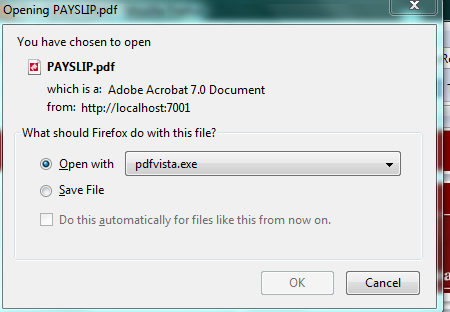 Opening PAYSLIP.pdf
You have chosen to open
PAYSLIP.pdf
which is a: Adobe Acrobat 7.0 Document
from: http://localhost:7001
What should Firefox do with this file?
Open with pdfvista.exe
Save File
Do this automatically for files like this from now on.
OK Cancel